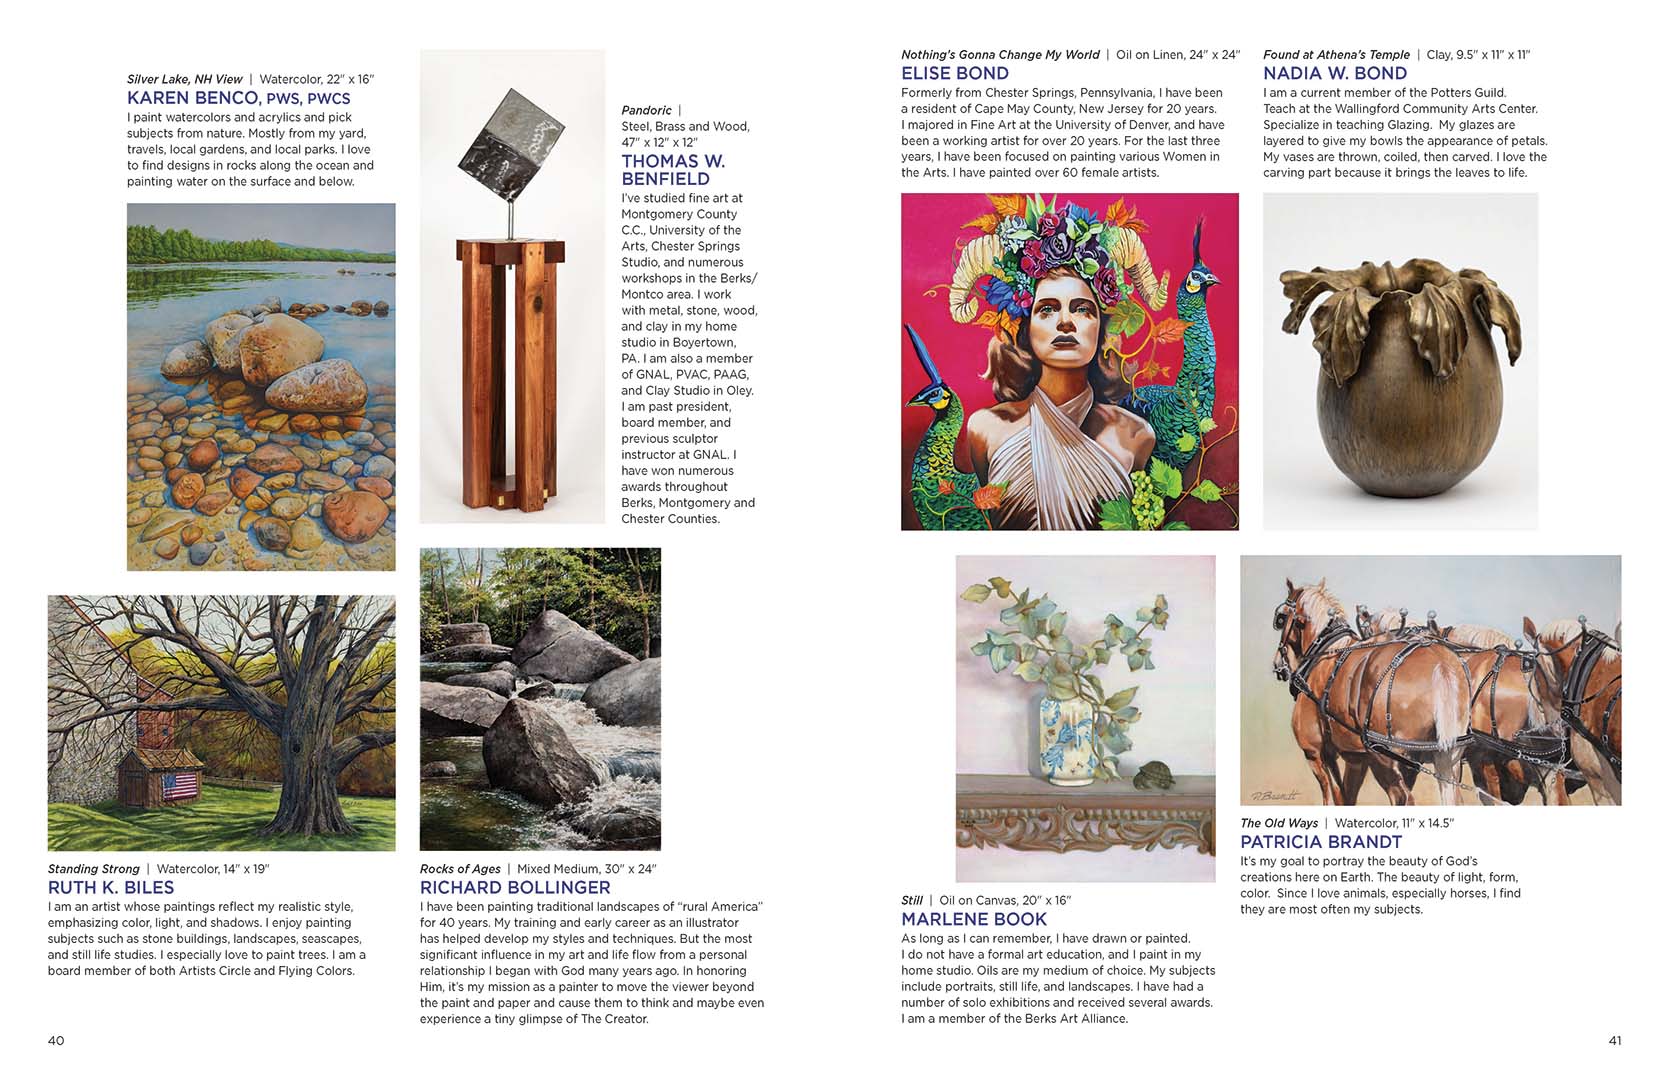 Silver Lake, NH View | Watercolor, 22" x 16"
KAREN BENCO, PWS, PWCS
I paint watercolors and acrylics and pick
subjects from nature. Mostly from my yard,
travels, local gardens, and local parks. I love
to find designs in rocks along the ocean and
painting water on the surface and below.
Pandoric |
Steel, Brass and Wood,
47" x 12" x 12"
THOMAS W.
BENFIELD
I've studied fine art at
Montgomery County
C.C., University of the
Arts, Chester Springs
Studio, and numerous
workshops in the Berks/
Montco area. I work
with metal, stone, wood,
and clay in my home
studio in Boyertown,
PA. I am also a member
of GNAL, PVAC, PAAG,
and Clay Studio in Oley.
I am past president,
board member, and
previous sculptor
instructor at GNAL. I
have won numerous
awards throughout
Berks, Montgomery and
Chester Counties.
Standing Strong | Watercolor, 14" x 19"
RUTH K. BILES
I am an artist whose paintings reflect my realistic style,
emphasizing color, light, and shadows. I enjoy painting
subjects such as stone buildings, landscapes, seascapes,
and still life studies. I especially love to paint trees. I am a
board member of both Artists Circle and Flying Colors.
Rocks of Ages | Mixed Medium, 30" x 24"
RICHARD BOLLINGER
I have been painting traditional landscapes of “rural America”
for 40 years. My training and early career as an illustrator
has helped develop my styles and techniques. But the most
significant influence in my art and life flow from a personal
relationship I began with God many years ago. In honoring
Him, it's my mission as a painter to move the viewer beyond
the paint and paper and cause them to think and maybe even
experience a tiny glimpse of The Creator.
40
Nothing's Gonna Change My World | Oil on Linen, 24" x 24"
ELISE BOND
Formerly from Chester Springs, Pennsylvania, I have been
a resident of Cape May County, New Jersey for 20 years.
I majored in Fine Art at the University of Denver, and have
been a working artist for over 20 years. For the last three
years, I have been focused on painting various Women in
the Arts. I have painted over 60 female artists.
Found at Athena's Temple | Clay, 9.5" x 11" x 11"
NADIA W. BOND
I am a current member of the Potters Guild.
Teach at the Wallingford Community Arts Center.
Specialize in teaching Glazing. My glazes are
layered to give my bowls the appearance of petals.
My vases are thrown, coiled, then carved. I love the
carving part because it brings the leaves to life.
Still | Oil on Canvas, 20" x 16"
MARLENE BOOK
As long as I can remember, I have drawn or painted.
I do not have a formal art education, and I paint in my
home studio. Oils are my medium of choice. My subjects
include portraits, still life, and landscapes. I have had a
number of solo exhibitions and received several awards.
I am a member of the Berks Art Alliance.
P. Brandt
The Old Ways | Watercolor, 11" x 14.5"
PATRICIA BRANDT
It's my goal to portray the beauty of God's
creations here on Earth. The beauty of light, form,
color. Since I love animals, especially horses, I find
they are most often my subjects.
41